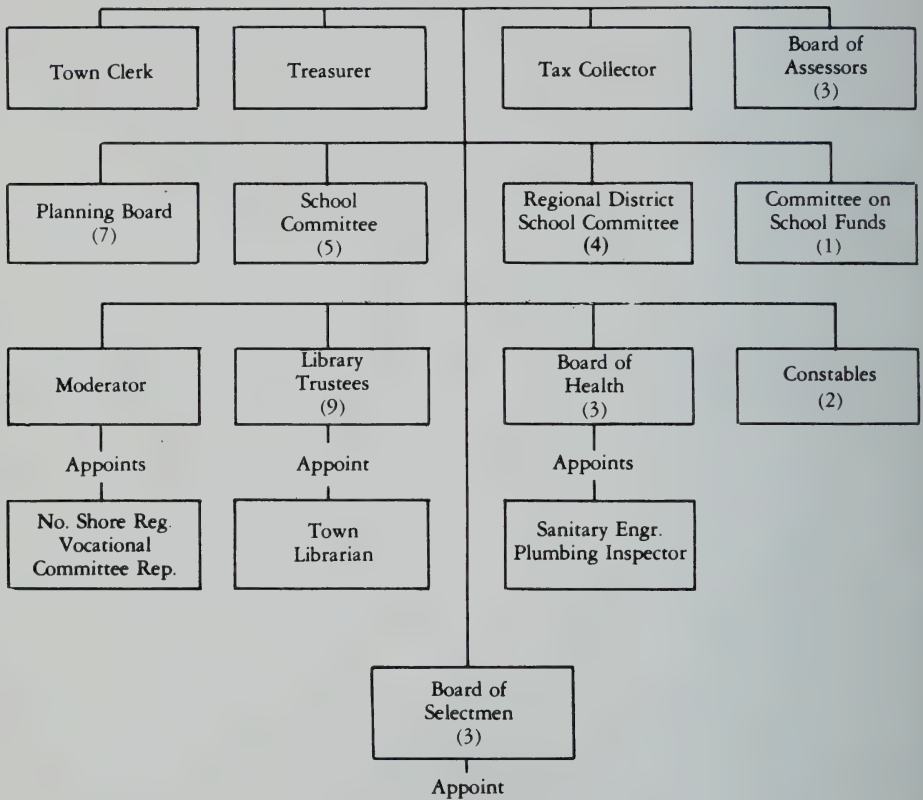 Town Clerk
Treasurer
Tax Collector
Board of
Assessors
(3)
Planning Board
(7)
School
Committee
(5)
Regional District
School Committee
(4)
Committee on
School Funds
(1)
Moderator
Library
Trustees
(9)
Board of
Health
(3)
Constables
(2)
Appoints
Appoint
Appoints
No. Shore Reg.
Vocational
Committee Rep.
Town
Librarian
Sanitary Engr.
Plumbing Inspector
Board of
Selectmen
(3)
Appoint